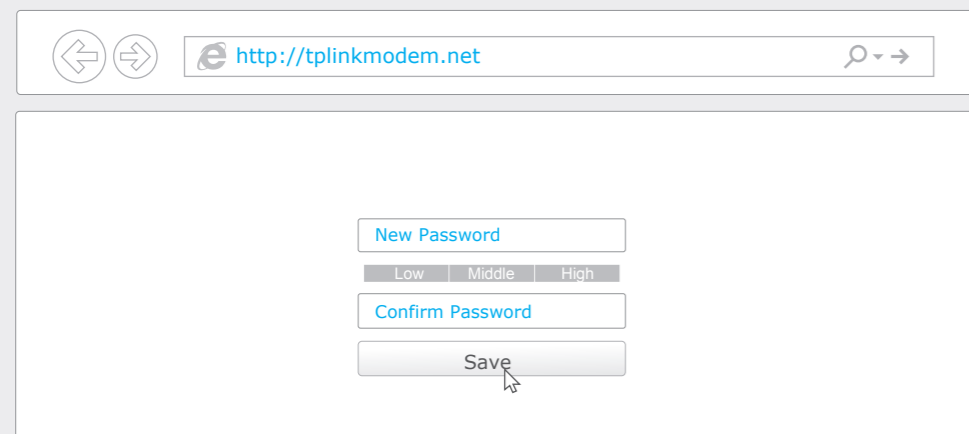 http://tplinkmodem.net
New Password
Low Middle High
Confirm Password
Save